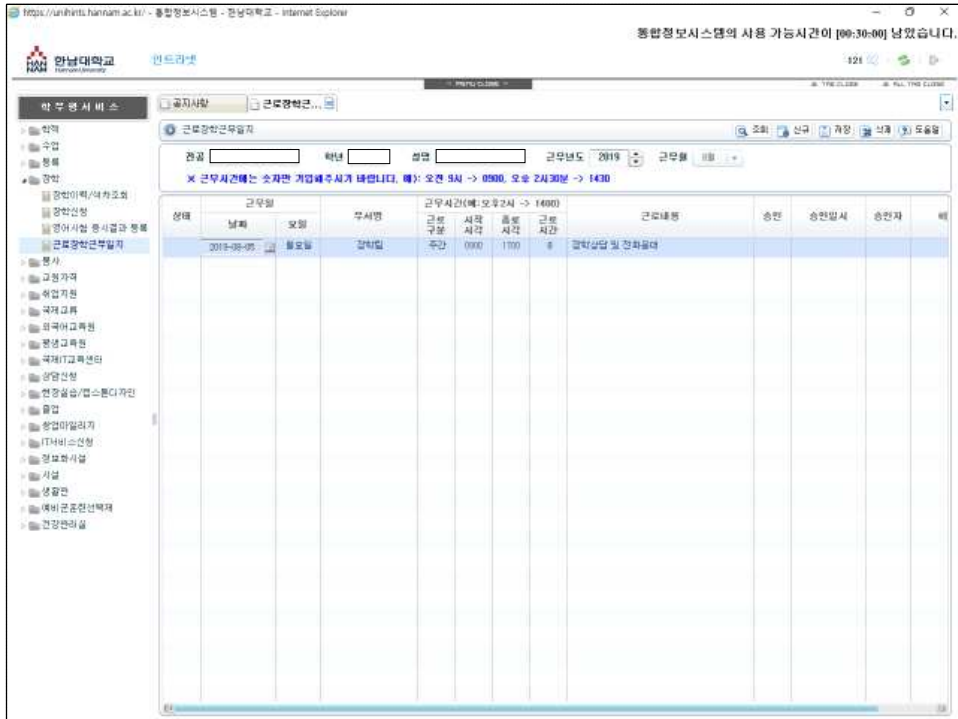 https://unihints.hannam.ac.kr/ - 통합정보시스템 - 한남대학교 - Internet Explorer
통합정보시스템의 사용 가능시간이 [00:30:00] 남았습니다.
한남대학교 인트라넷
Hannam University
121
MENU CLOSE
학부행서비스
공지사항
근로장학근...
근로장학근무일지
조회 신규 저장 삭제 도움말
전공 학년 성명 근무년도 2019 근무월 8월
※ 근무시간에는 숫자만 기입해주시기 바랍니다. 예): 오전 9시 -> 0900, 오후 2시30분 -> 1430
상태 근무일 부서명 근무시간(예:오후2시 -> 1400) 근로내용 승인 승인일시 승인자
날짜 요일 근로구분 시작시각 종료시각 근로시간
2019-08-05 월요일 장학팀 주간 0900 1700 8 장학상담 및 전화응대
학적
수업
등록
장학
장학이력/석차조회
장학신청
영어시험 응시결과 등록
근로장학근무일지
봉사
교원자격
취업지원
국제교류
외국어교육원
평생교육원
국제IT교육센터
상담신청
현장실습/캡스톤디자인
졸업
창업마일리지
IT서비스신청
정보화시설
시설
생활관
예비군훈련선택제
건강관리실